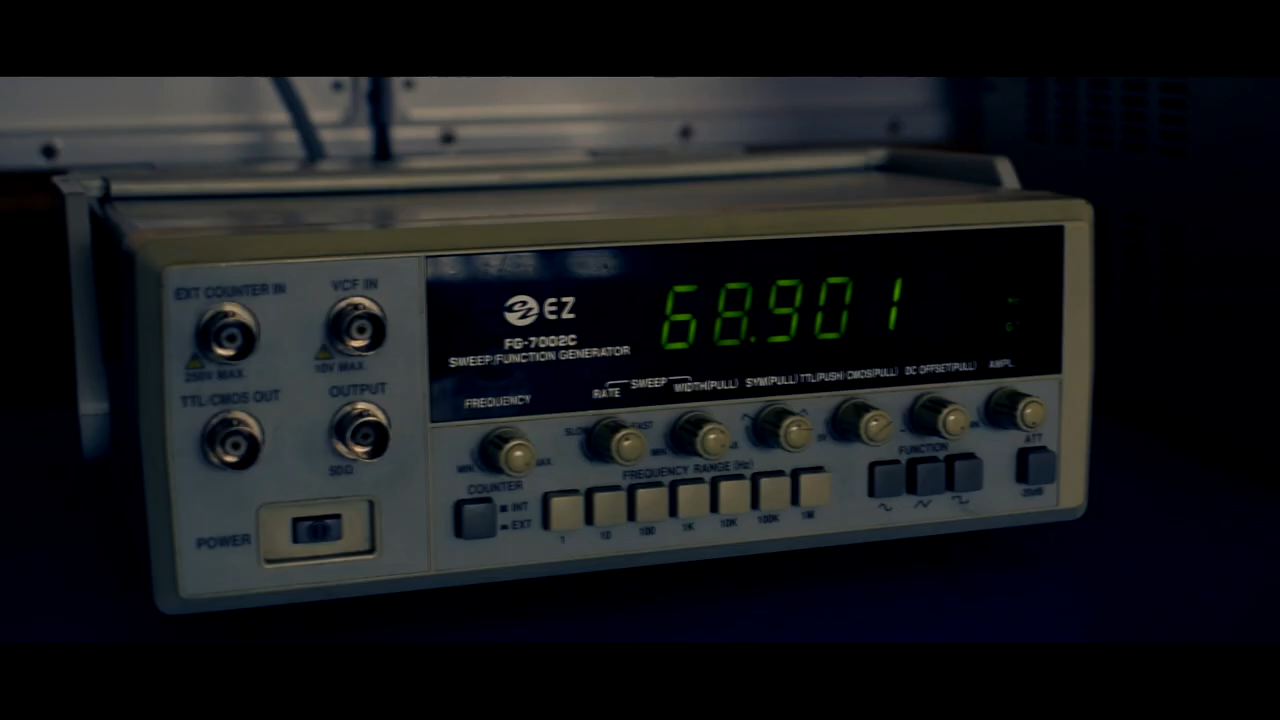 EXT COUNTER IN
VCF IN
250V MAX
10V MAX
TTL/CMOS OUT
OUTPUT
50Ω
POWER
EZ
FG-7002C
SWEEP/FUNCTION GENERATOR
68.901
FREQUENCY
RATE
SWEEP
WIDTH(PULL)
SYM(PULL)
TTL(PUSH) CMOS(PULL)
DC OFFSET(PULL)
AMPL
MIN
MAX
SLOW
FAST
MIN
COUNTER
INT
EXT
FREQUENCY RANGE (Hz)
1
10
100
1K
10K
100K
1M
FUNCTION
ATT
-20dB